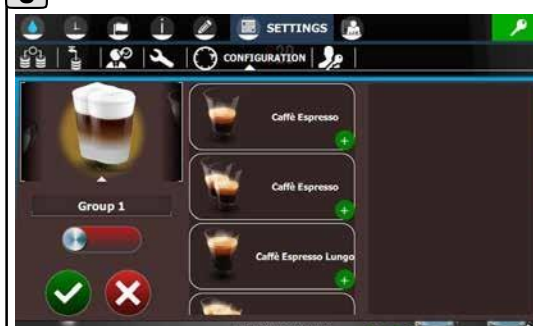 SETTINGS
CONFIGURATION
Caffè Espresso
Caffè Espresso
Group 1
Caffè Espresso Lungo